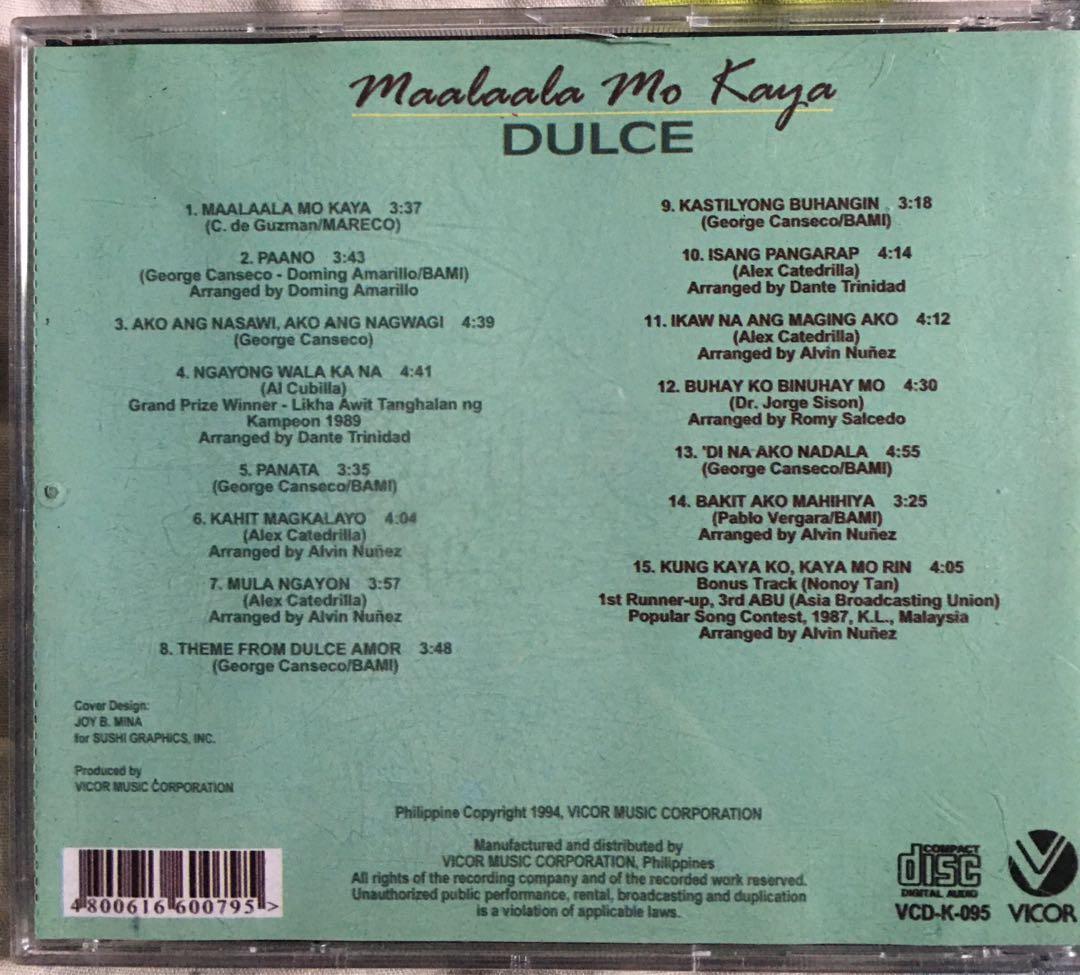 Maalaala Mo Kaya
DULCE
1. MAALAALA MO KAYA 3:37
(C. de Guzman/MARECO)
2. PAANO 3:43
(George Canseco - Doming Amarillo/BAMI)
Arranged by Doming Amarillo
3. AKO ANG NASAWI, AKO ANG NAGWAGI 4:39
(George Canseco)
4. NGAYONG WALA KA NA 4:41
(Al Cubilla)
Grand Prize Winner - Likha Awit Tanghalan ng
Kampeon 1989
Arranged by Dante Trinidad
5. PANATA 3:35
(George Canseco/BAMI)
6. KAHIT MAGKALAYO 4:04
(Alex Catedrilla)
Arranged by Alvin Nuñez
7. MULA NGAYON 3:57
(Alex Catedrilla)
Arranged by Alvin Nuñez
8. THEME FROM DULCE AMOR 3:48
(George Canseco/BAMI)
9. KASTILYONG BUHANGIN 3:18
(George Canseco/BAMI)
10. ISANG PANGARAP 4:14
(Alex Catedrilla)
Arranged by Dante Trinidad
11. IKAW NA ANG MAGING AKO 4:12
(Alex Catedrilla)
Arranged by Alvin Nuñez
12. BUHAY KO BINUHAY MO 4:30
(Dr. Jorge Sison)
Arranged by Romy Salcedo
13. 'DI NA AKO NADALA 4:55
(George Canseco/BAMI)
14. BAKIT AKO MAHIHIYA 3:25
(Pablo Vergara/BAMI)
Arranged by Alvin Nuñez
15. KUNG KAYA KO, KAYA MO RIN 4:05
Bonus Track (Nonoy Tan)
1st Runner-up, 3rd ABU (Asia Broadcasting Union)
Popular Song Contest, 1987, K.L., Malaysia
Arranged by Alvin Nuñez
Cover Design:
JOY B. MINA
for SUSHI GRAPHICS, INC.
Produced by
VICOR MUSIC CORPORATION
Philippine Copyright 1994, VICOR MUSIC CORPORATION
Manufactured and distributed by
VICOR MUSIC CORPORATION, Philippines
All rights of the recording company and of the recorded work reserved.
Unauthorized public performance, rental, broadcasting and duplication
is a violation of applicable laws.
4 800616 600795 >
COMPACT
disc
DIGITAL AUDIO
VCD-K-095
VICOR